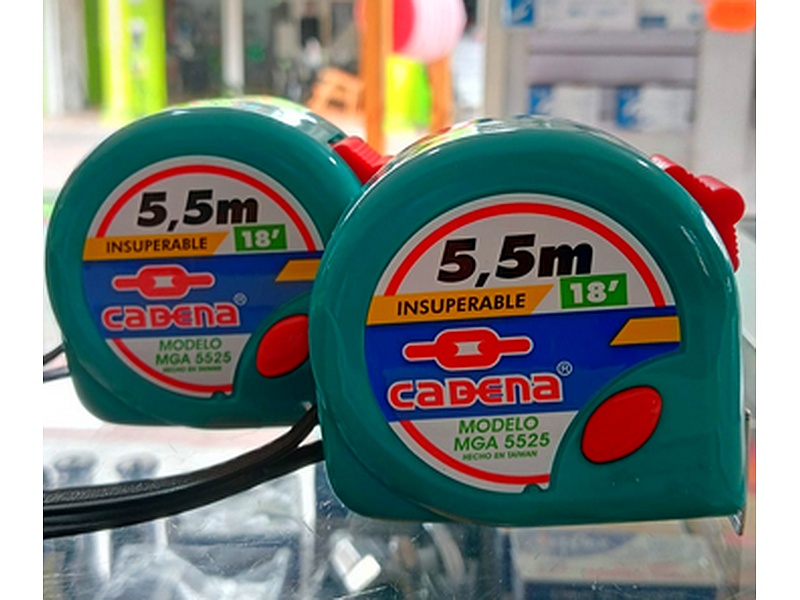 5,5m
INSUPERABLE 18'
CADENA®
MODELO
MGA 5525
HECHO EN TAIWAN
5,5m
INSUPERABLE 18'
CADENA®
MODELO
MGA 5525
HECHO EN TAIWAN